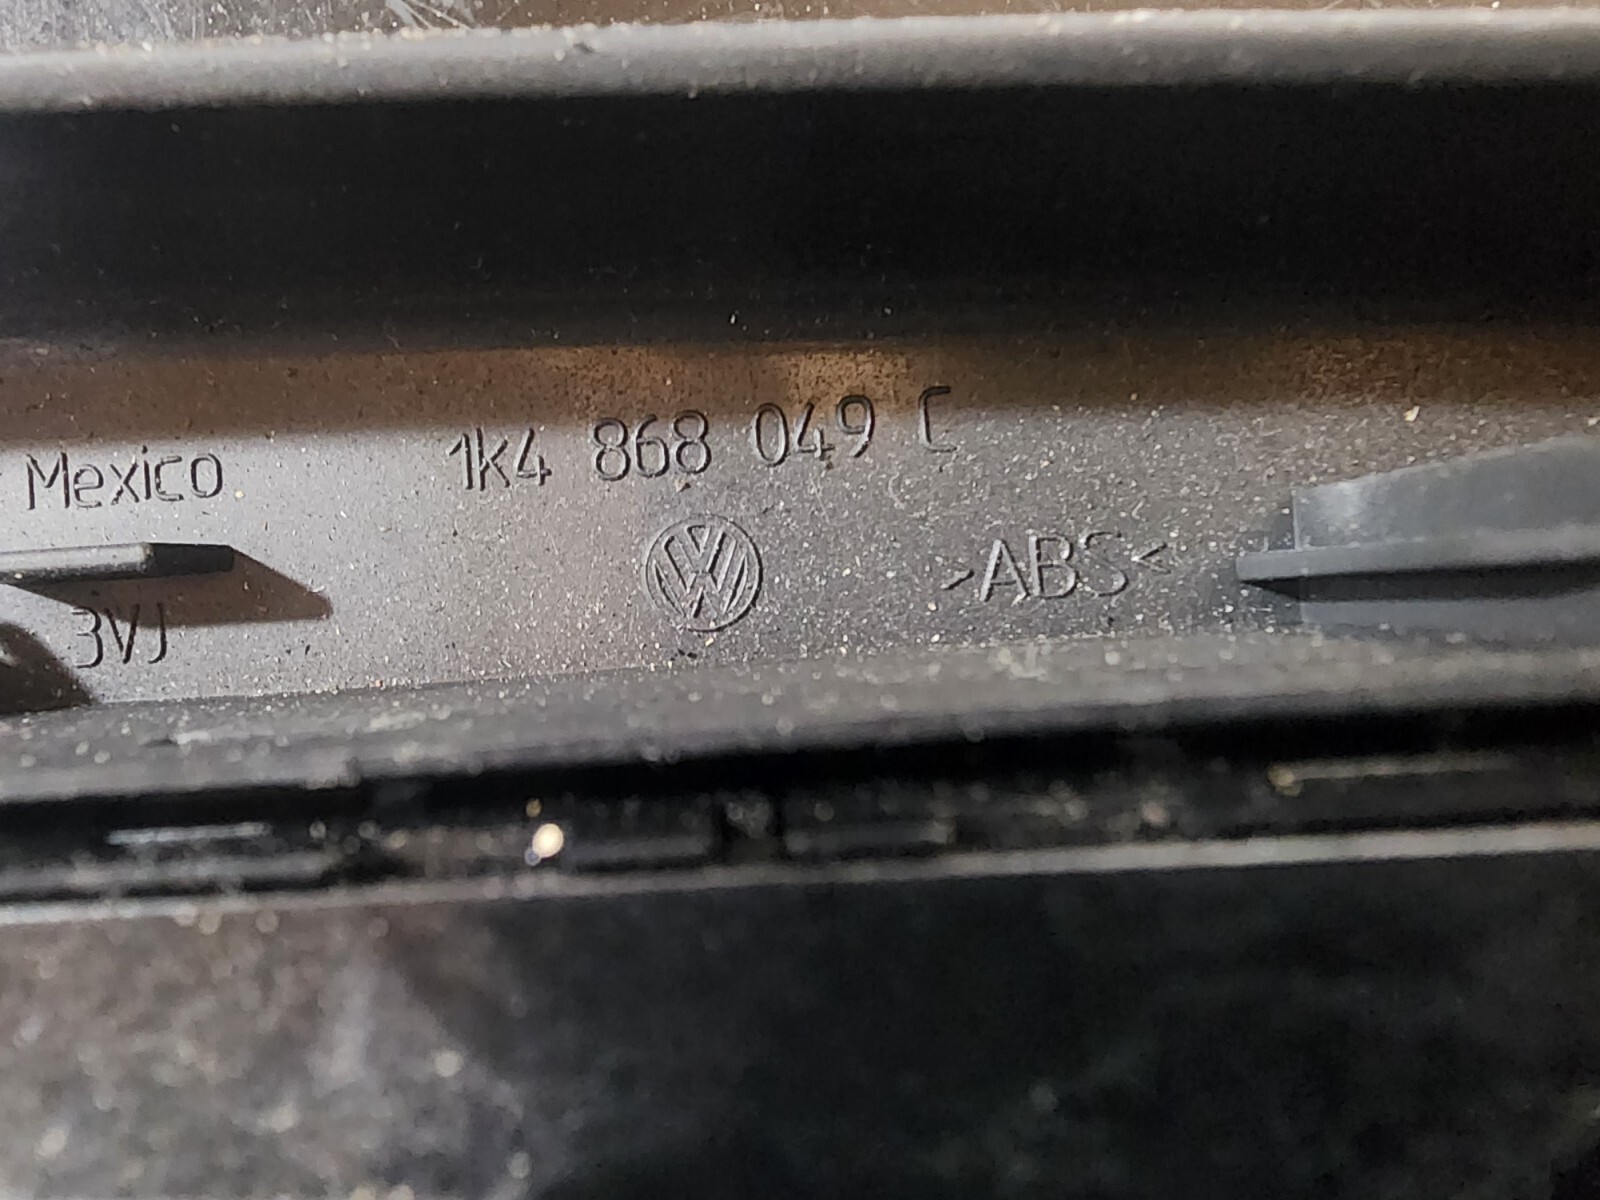 Mexico
1K4 868 049 C
>ABS<
3VJ